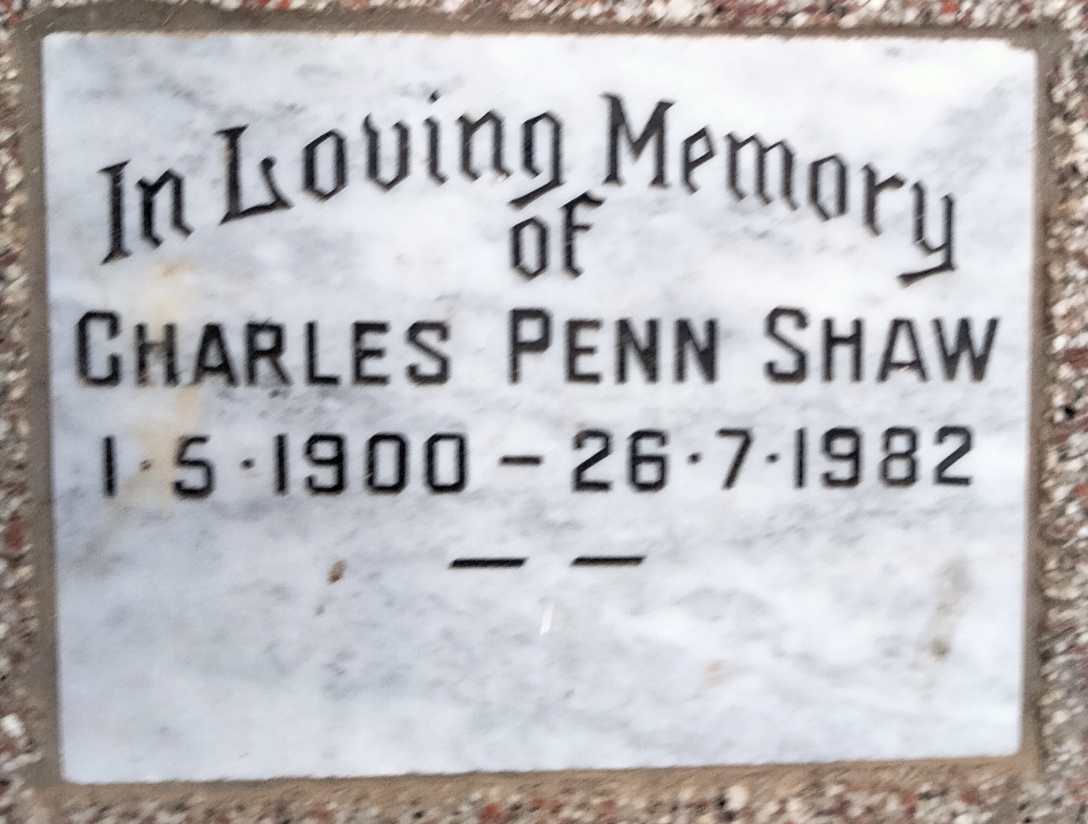 In Loving Memory
of
CHARLES PENN SHAW
1·5·1900 – 26·7·1982
— —